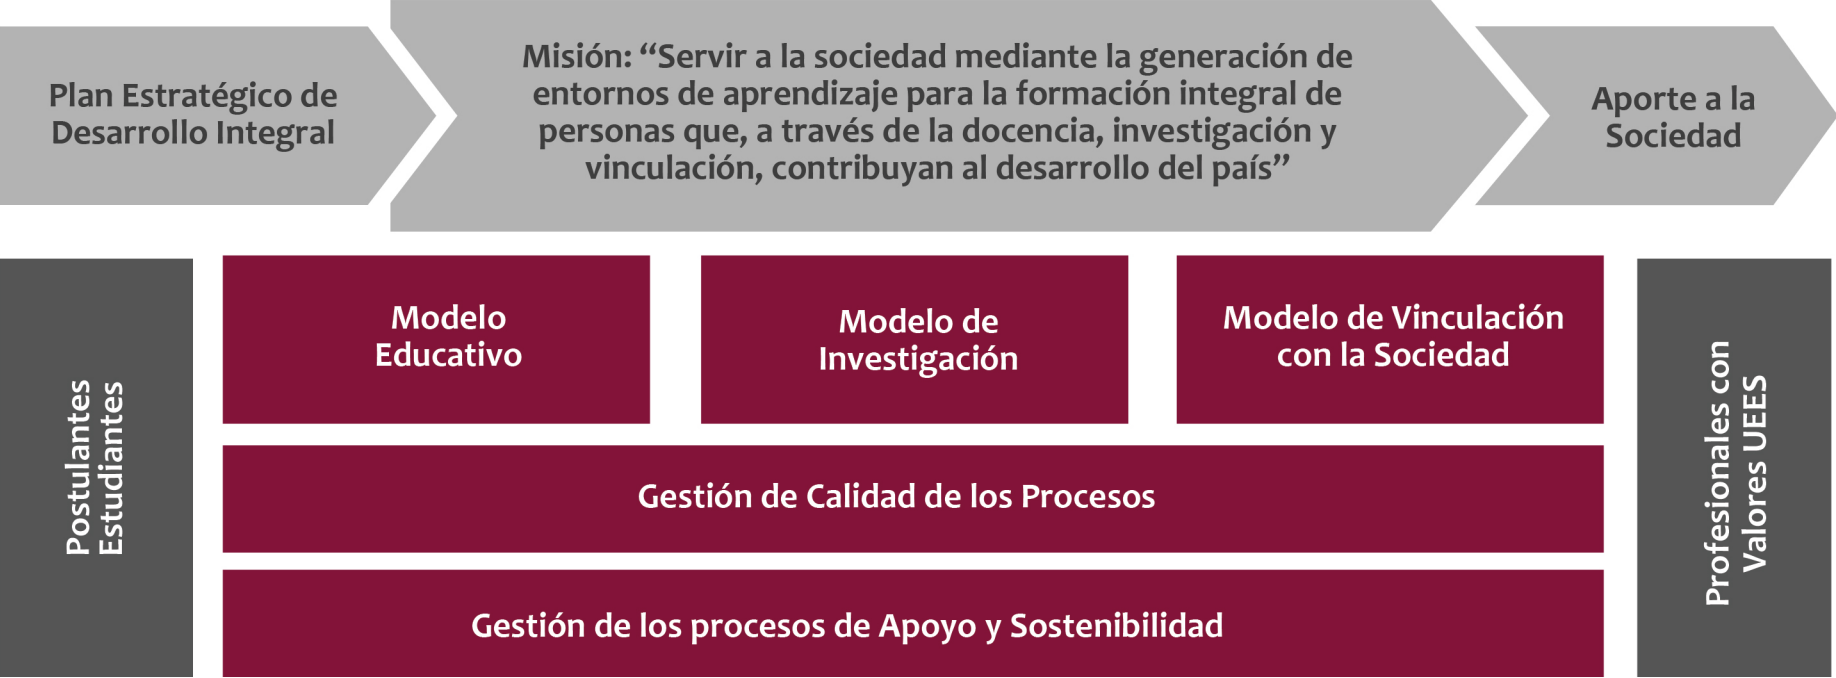 Plan Estratégico de
Desarrollo Integral
Misión: “Servir a la sociedad mediante la generación de
entornos de aprendizaje para la formación integral de
personas que, a través de la docencia, investigación y
vinculación, contribuyan al desarrollo del país”
Aporte a la
Sociedad
Postulantes
Estudiantes
Modelo
Educativo
Modelo de
Investigación
Modelo de Vinculación
con la Sociedad
Gestión de Calidad de los Procesos
Gestión de los procesos de Apoyo y Sostenibilidad
Profesionales con
Valores UEES